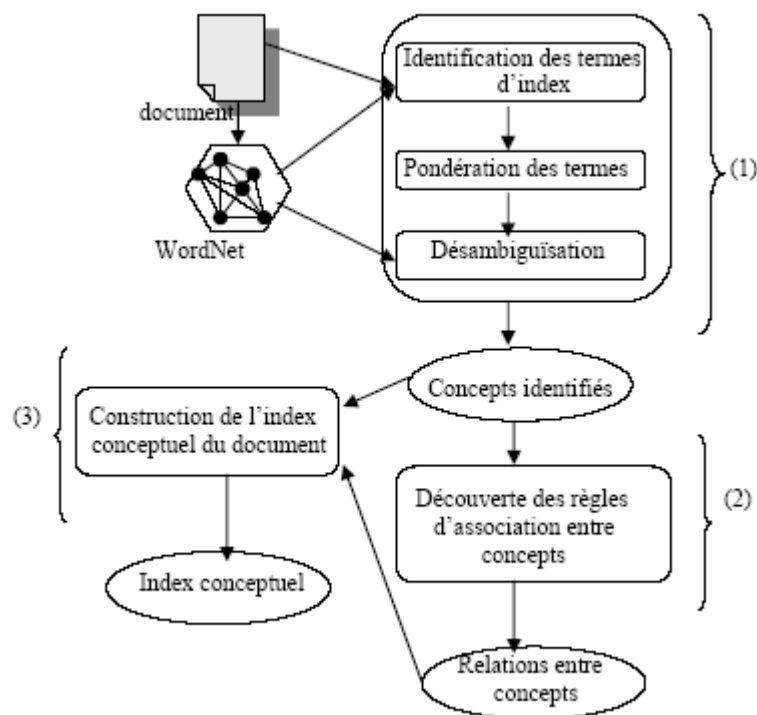 Identification des termes
d'index
document
Pondération des termes
(1)
WordNet
Désambiguïsation
Concepts identifiés
(3)
Construction de l'index
conceptuel du document
Découverte des règles
d'association entre
concepts
(2)
Index conceptuel
Relations entre
concepts